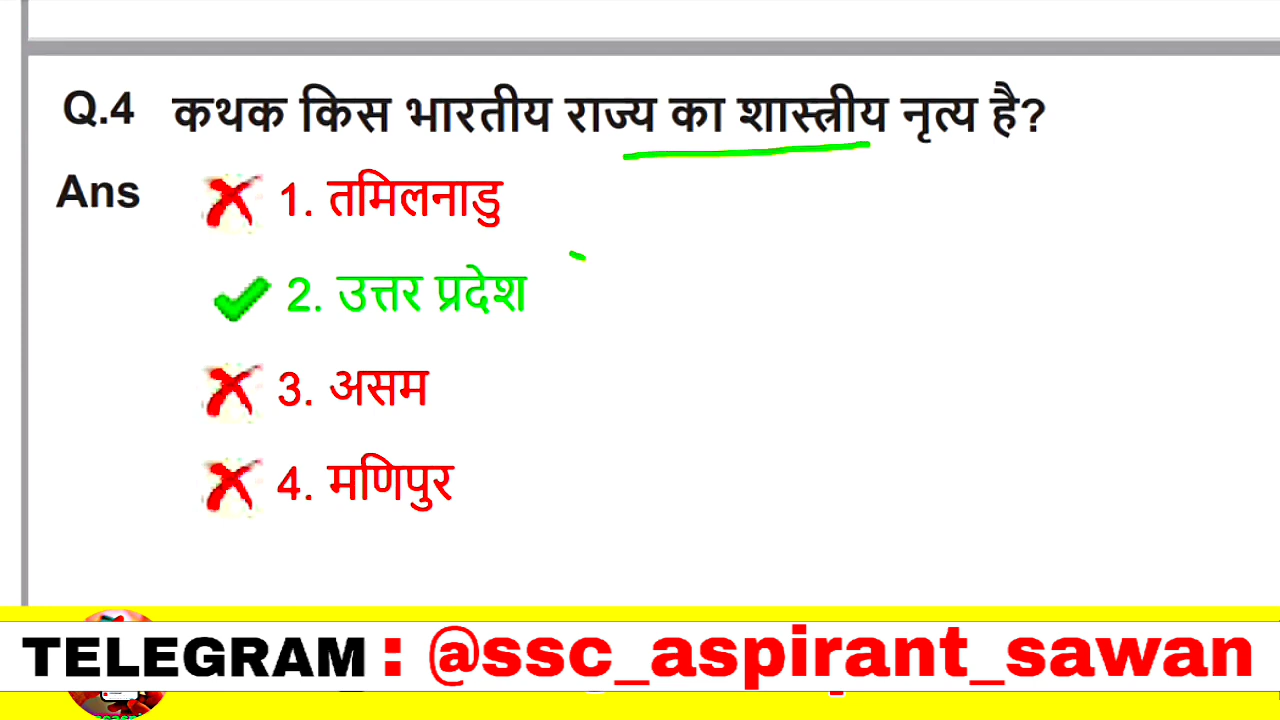 Q.4 कथक किस भारतीय राज्य का शास्त्रीय नृत्य है?
Ans 1. तमिलनाडु
2. उत्तर प्रदेश
3. असम
4. मणिपुर
TELEGRAM : @ssc_aspirant_sawan